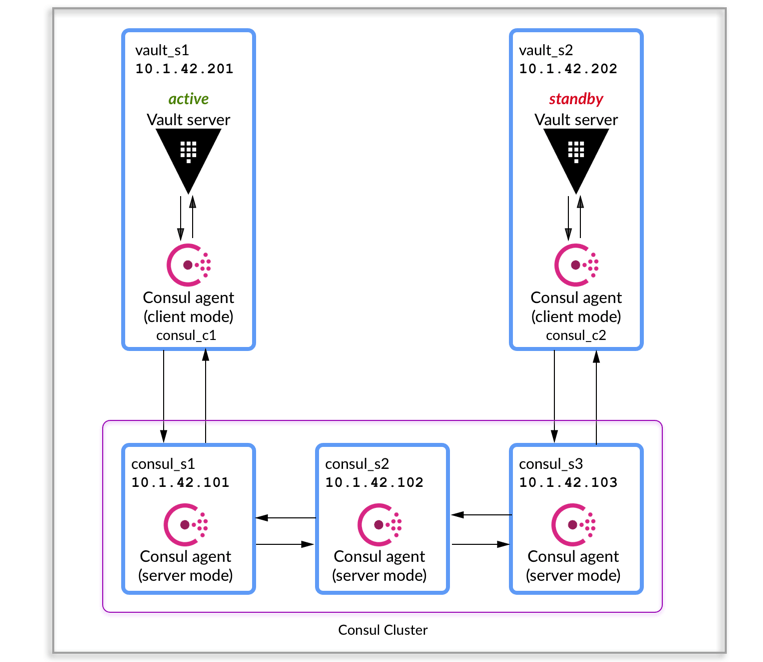 vault_s1
10.1.42.201
active
Vault server
Consul agent
(client mode)
consul_c1
vault_s2
10.1.42.202
standby
Vault server
Consul agent
(client mode)
consul_c2
consul_s1
10.1.42.101
Consul agent
(server mode)
consul_s2
10.1.42.102
Consul agent
(server mode)
consul_s3
10.1.42.103
Consul agent
(server mode)
Consul Cluster